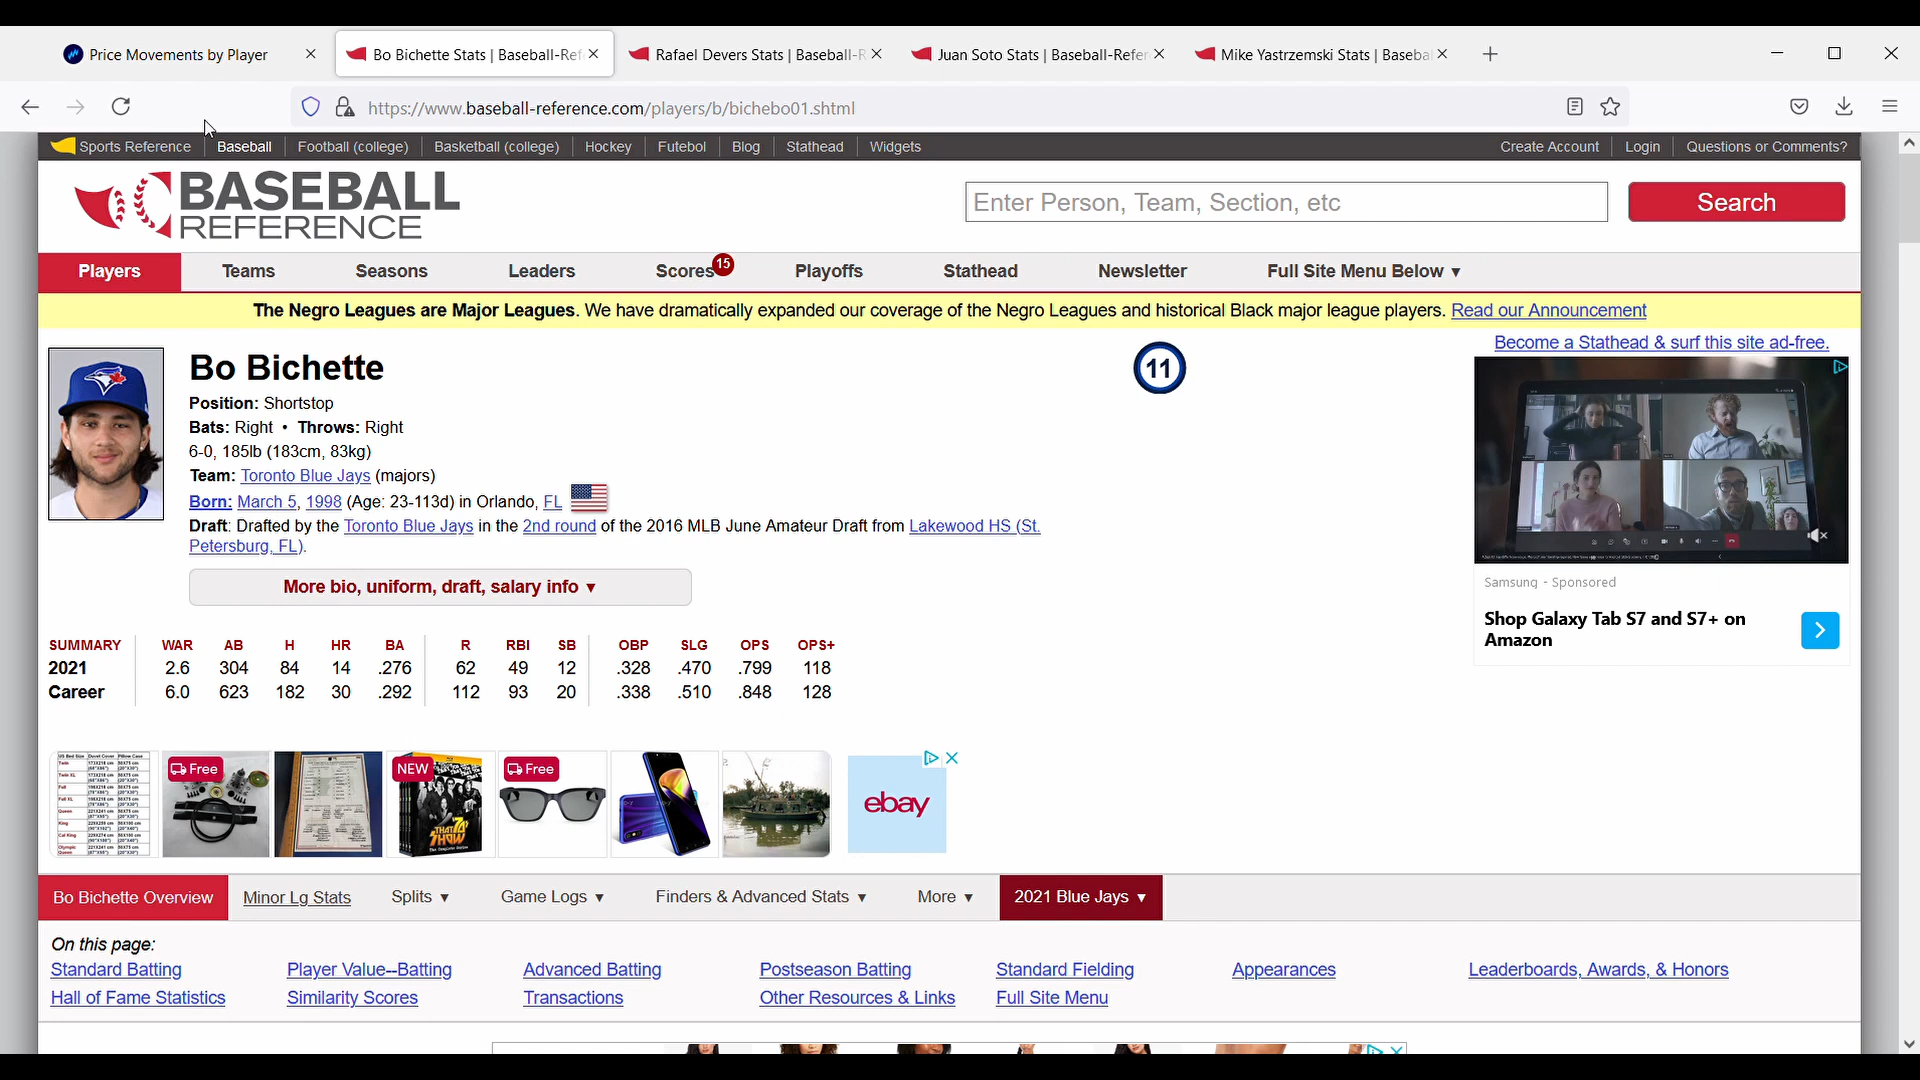 Price Movements by Player
Bo Bichette Stats | Baseball-Ref
Rafael Devers Stats | Baseball-R
Juan Soto Stats | Baseball-Refer
Mike Yastrzemski Stats | Baseba
https://www.baseball-reference.com/players/b/bichebo01.shtml
Sports Reference Baseball Football (college) Basketball (college) Hockey Futebol Blog Stathead Widgets Create Account Login Questions or Comments?
BASEBALL
REFERENCE
Enter Person, Team, Section, etc
Search
Players Teams Seasons Leaders Scores 15 Playoffs Stathead Newsletter Full Site Menu Below ▼
The Negro Leagues are Major Leagues. We have dramatically expanded our coverage of the Negro Leagues and historical Black major league players. Read our Announcement
Become a Stathead & surf this site ad-free.
Bo Bichette
11
Position: Shortstop
Bats: Right • Throws: Right
6-0, 185lb (183cm, 83kg)
Team: Toronto Blue Jays (majors)
Born: March 5, 1998 (Age: 23-113d) in Orlando, FL
Draft: Drafted by the Toronto Blue Jays in the 2nd round of the 2016 MLB June Amateur Draft from Lakewood HS (St.
Petersburg, FL).
More bio, uniform, draft, salary info ▼
Samsung - Sponsored
Shop Galaxy Tab S7 and S7+ on
Amazon
SUMMARY WAR AB H HR BA R RBI SB OBP SLG OPS OPS+
2021 2.6 304 84 14 .276 62 49 12 .328 .470 .799 118
Career 6.0 623 182 30 .292 112 93 20 .338 .510 .848 128
Free
NEW
THAT '70s
SHOW
Free
ebay
Bo Bichette Overview Minor Lg Stats Splits ▼ Game Logs ▼ Finders & Advanced Stats ▼ More ▼ 2021 Blue Jays ▼
On this page:
Standard Batting Player Value--Batting Advanced Batting Postseason Batting Standard Fielding Appearances Leaderboards, Awards, & Honors
Hall of Fame Statistics Similarity Scores Transactions Other Resources & Links Full Site Menu